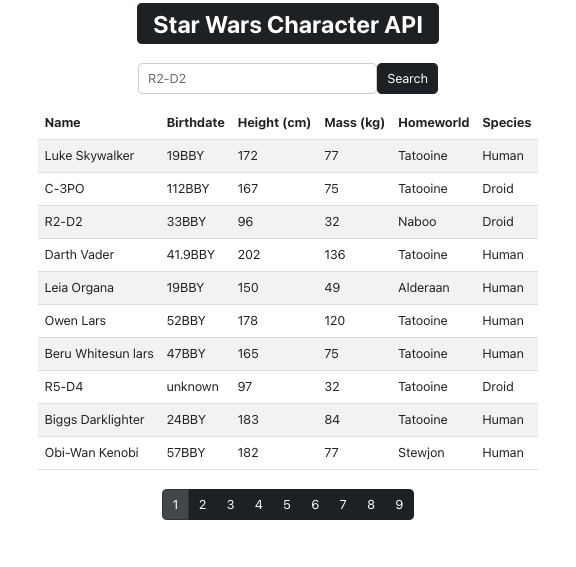 Star Wars Character API
R2-D2 Search
Name Birthdate Height (cm) Mass (kg) Homeworld Species
Luke Skywalker 19BBY 172 77 Tatooine Human
C-3PO 112BBY 167 75 Tatooine Droid
R2-D2 33BBY 96 32 Naboo Droid
Darth Vader 41.9BBY 202 136 Tatooine Human
Leia Organa 19BBY 150 49 Alderaan Human
Owen Lars 52BBY 178 120 Tatooine Human
Beru Whitesun lars 47BBY 165 75 Tatooine Human
R5-D4 unknown 97 32 Tatooine Droid
Biggs Darklighter 24BBY 183 84 Tatooine Human
Obi-Wan Kenobi 57BBY 182 77 Stewjon Human
1 2 3 4 5 6 7 8 9